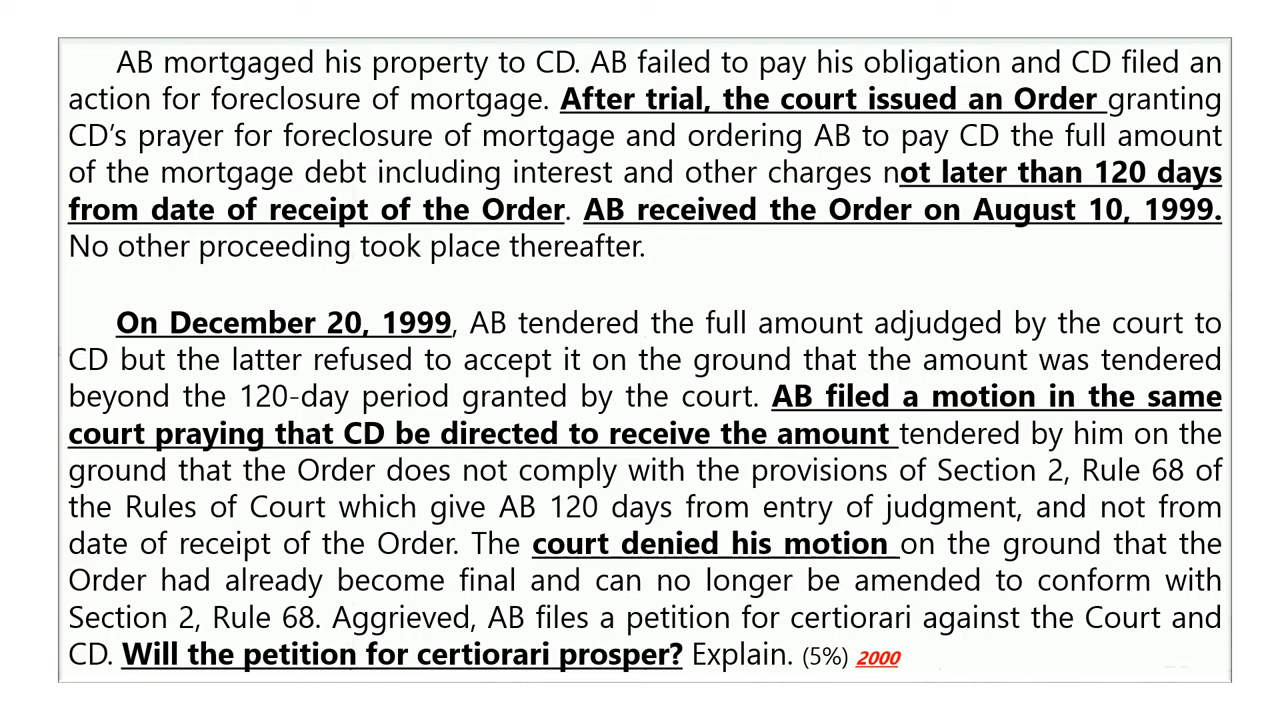 AB mortgaged his property to CD. AB failed to pay his obligation and CD filed an
action for foreclosure of mortgage. After trial, the court issued an Order granting
CD’s prayer for foreclosure of mortgage and ordering AB to pay CD the full amount
of the mortgage debt including interest and other charges not later than 120 days
from date of receipt of the Order. AB received the Order on August 10, 1999.
No other proceeding took place thereafter.
On December 20, 1999, AB tendered the full amount adjudged by the court to
CD but the latter refused to accept it on the ground that the amount was tendered
beyond the 120-day period granted by the court. AB filed a motion in the same
court praying that CD be directed to receive the amount tendered by him on the
ground that the Order does not comply with the provisions of Section 2, Rule 68 of
the Rules of Court which give AB 120 days from entry of judgment, and not from
date of receipt of the Order. The court denied his motion on the ground that the
Order had already become final and can no longer be amended to conform with
Section 2, Rule 68. Aggrieved, AB files a petition for certiorari against the Court and
CD. Will the petition for certiorari prosper? Explain. (5%) 2000